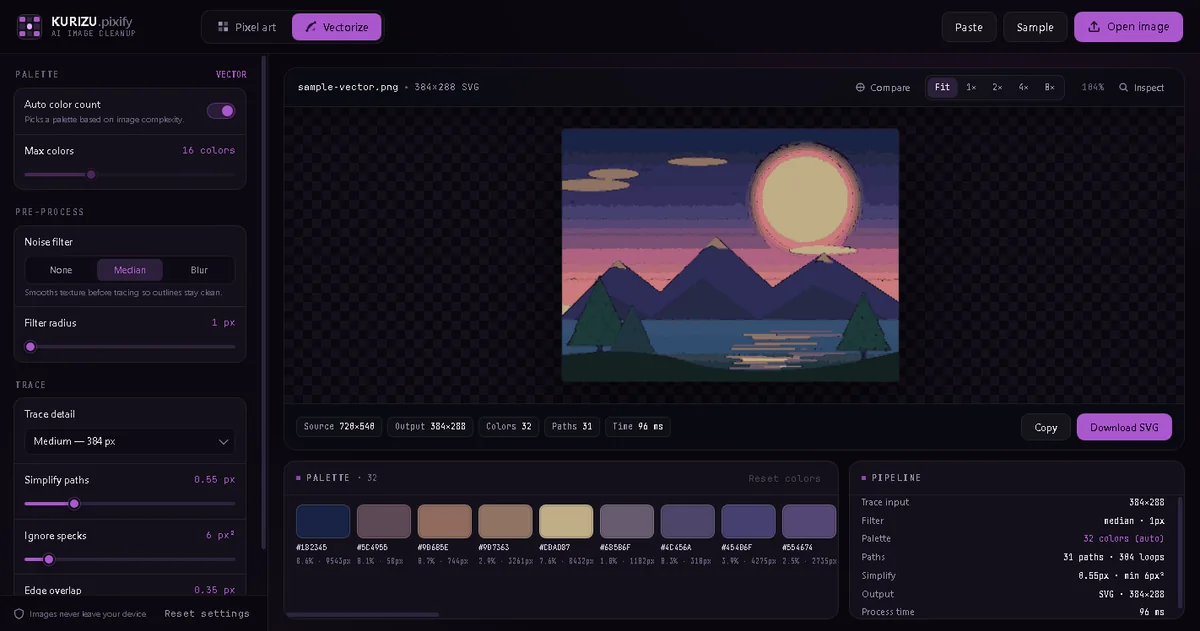 KURIZU.pixify
AI IMAGE CLEANUP
Pixel art
Vectorize
Paste
Sample
Open image
PALETTE
VECTOR
Auto color count
Picks a palette based on image complexity.
Max colors
16 colors
PRE-PROCESS
Noise filter
None
Median
Blur
Smooths texture before tracing so outlines stay clean.
Filter radius
1 px
TRACE
Trace detail
Medium — 384 px
Simplify paths
0.55 px
Ignore specks
6 px²
Edge overlap
0.35 px
Images never leave your device
Reset settings
sample-vector.png • 384×288 SVG
Compare
Fit
1×
2×
4×
8×
104%
Inspect
Source 720×540
Output 384×288
Colors 32
Paths 31
Time 96 ms
Copy
Download SVG
PALETTE · 32
Reset colors
#182345
#5C4955
#9D6B5E
#9D7363
#CDAD87
#685B6F
#4C456A
#454D6F
#554674
PIPELINE
Trace input
384×288
Filter
median · 1px
Palette
32 colors (auto)
Paths
31 paths · 304 loops
Simplify
0.55px · min 6px²
Output
SVG · 384×288
Process time
96 ms